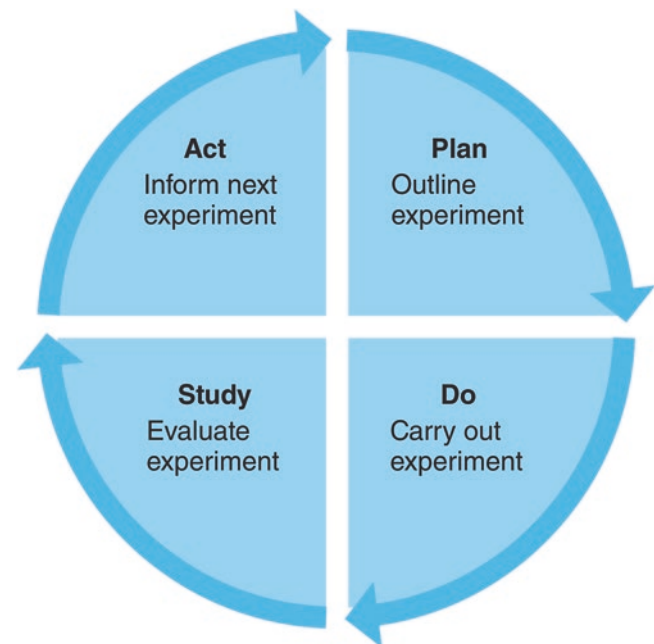 Act
Inform next
experiment
Plan
Outline
experiment
Study
Evaluate
experiment
Do
Carry out
experiment